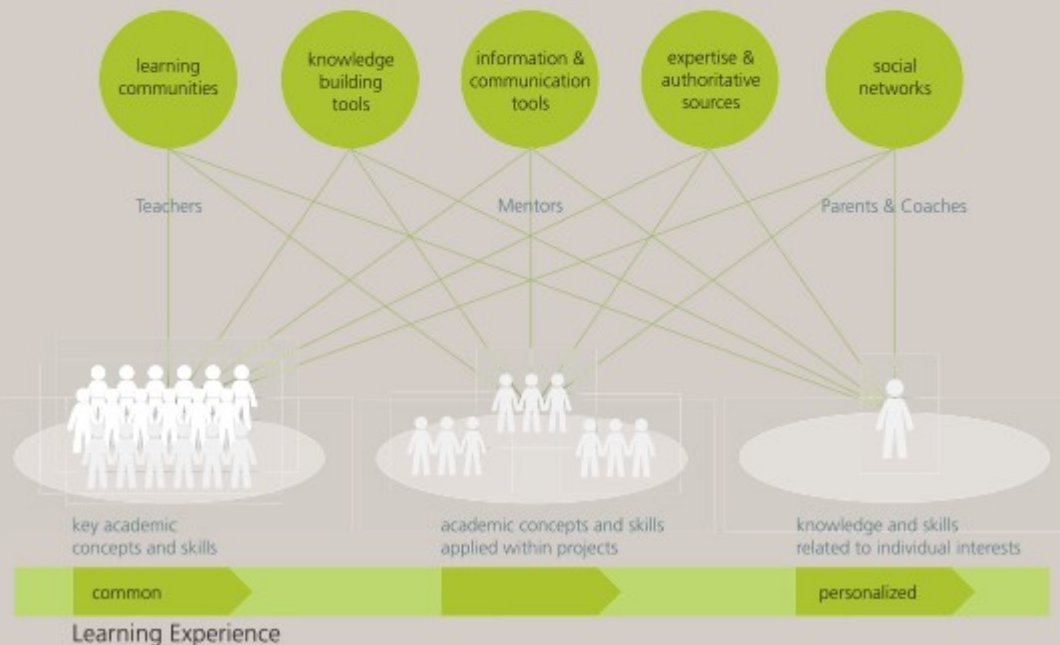 learning
communities
knowledge
building
tools
information &
communication
tools
expertise &
authoritative
sources
social
networks
Teachers
Mentors
Parents & Coaches
key academic
concepts and skills
academic concepts and skills
applied within projects
knowledge and skills
related to individual interests
common
personalized
Learning Experience